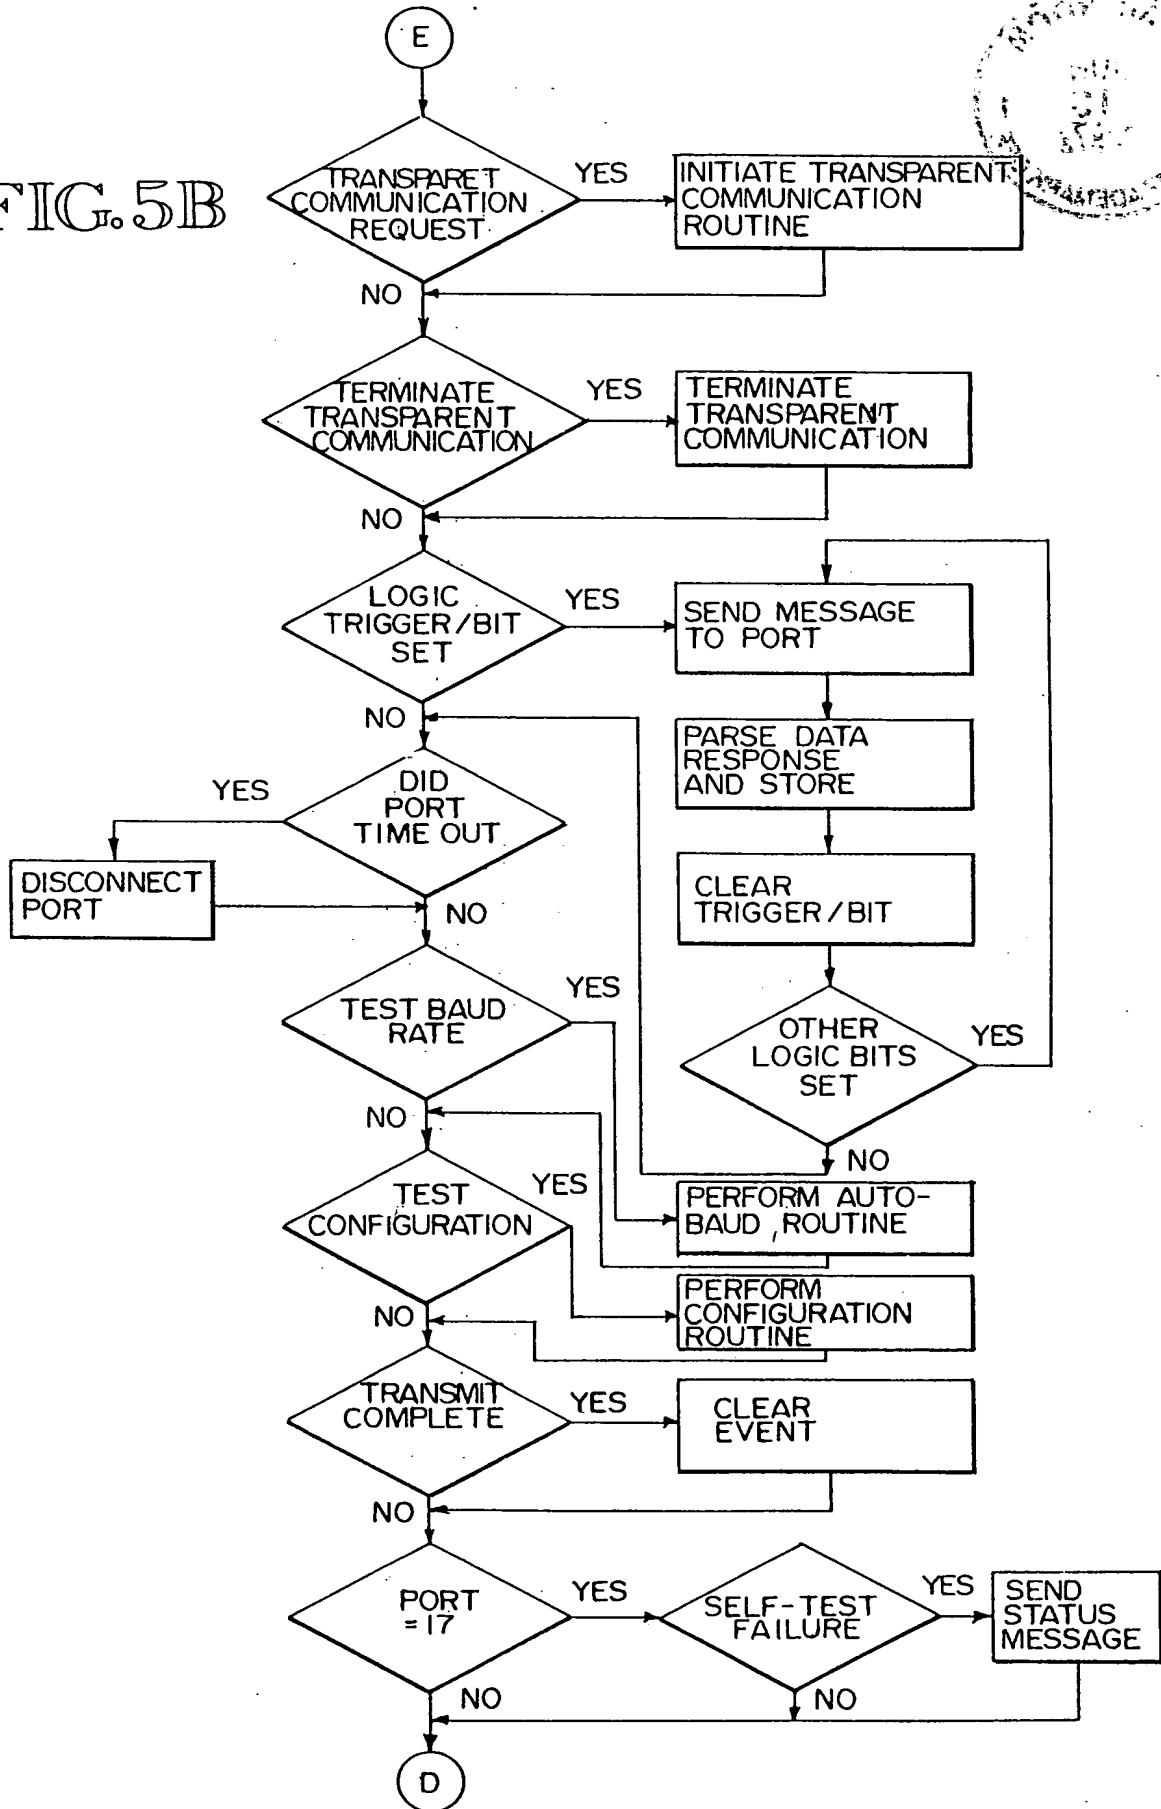 E
FIG. 5B
TRANSPARET
COMMUNICATION
REQUEST
YES
INITIATE TRANSPARENT
COMMUNICATION
ROUTINE
NO
TERMINATE
TRANSPARENT
COMMUNICATION
YES
TERMINATE
TRANSPARENT
COMMUNICATION
NO
LOGIC
TRIGGER/BIT
SET
YES
SEND MESSAGE
TO PORT
NO
PARSE DATA
RESPONSE
AND STORE
DID
PORT
TIME OUT
YES
DISCONNECT
PORT
NO
CLEAR
TRIGGER/BIT
TEST BAUD
RATE
YES
OTHER
LOGIC BITS
SET
YES
NO
NO
TEST
CONFIGURATION
YES
PERFORM AUTO-
BAUD, ROUTINE
NO
PERFORM
CONFIGURATION
ROUTINE
TRANSMIT
COMPLETE
YES
CLEAR
EVENT
NO
PORT
=17
YES
SELF-TEST
FAILURE
YES
SEND
STATUS
MESSAGE
NO
NO
D